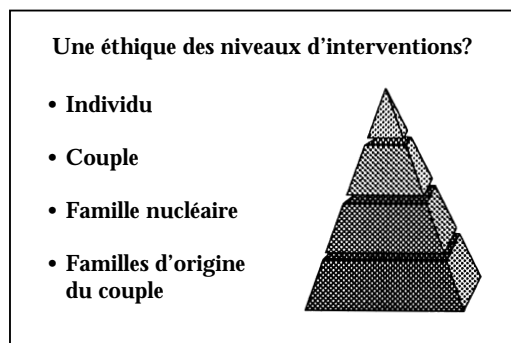 Une éthique des niveaux d'interventions?
• Individu
• Couple
• Famille nucléaire
• Familles d'origine
du couple